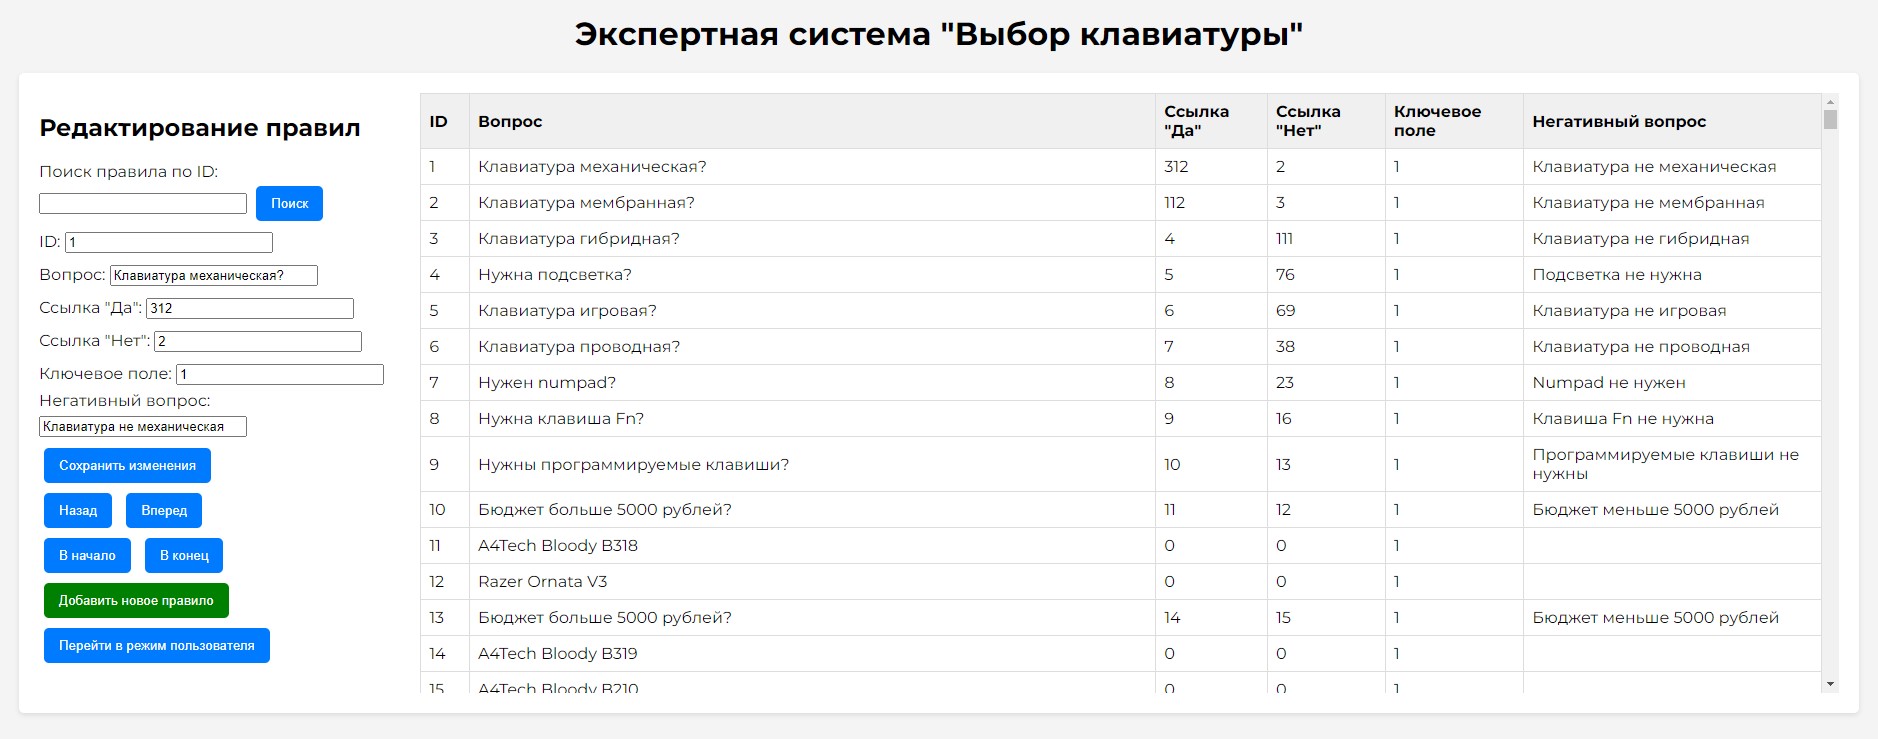 Экспертная система "Выбор клавиатуры"
Редактирование правил
Поиск правила по ID:
Поиск
ID: 1
Вопрос: Клавиатура механическая?
Ссылка "Да": 312
Ссылка "Нет": 2
Ключевое поле: 1
Негативный вопрос:
Клавиатура не механическая
Сохранить изменения
Назад Вперед
В начало В конец
Добавить новое правило
Перейти в режим пользователя
ID Вопрос Ссылка "Да" Ссылка "Нет" Ключевое поле Негативный вопрос
1 Клавиатура механическая? 312 2 1 Клавиатура не механическая
2 Клавиатура мембранная? 112 3 1 Клавиатура не мембранная
3 Клавиатура гибридная? 4 111 1 Клавиатура не гибридная
4 Нужна подсветка? 5 76 1 Подсветка не нужна
5 Клавиатура игровая? 6 69 1 Клавиатура не игровая
6 Клавиатура проводная? 7 38 1 Клавиатура не проводная
7 Нужен numpad? 8 23 1 Numpad не нужен
8 Нужна клавиша Fn? 9 16 1 Клавиша Fn не нужна
9 Нужны программируемые клавиши? 10 13 1 Программируемые клавиши не нужны
10 Бюджет больше 5000 рублей? 11 12 1 Бюджет меньше 5000 рублей
11 A4Tech Bloody B318 0 0 1
12 Razer Ornata V3 0 0 1
13 Бюджет больше 5000 рублей? 14 15 1 Бюджет меньше 5000 рублей
14 A4Tech Bloody B319 0 0 1
15 A4Tech Bloody B210 0 0 1